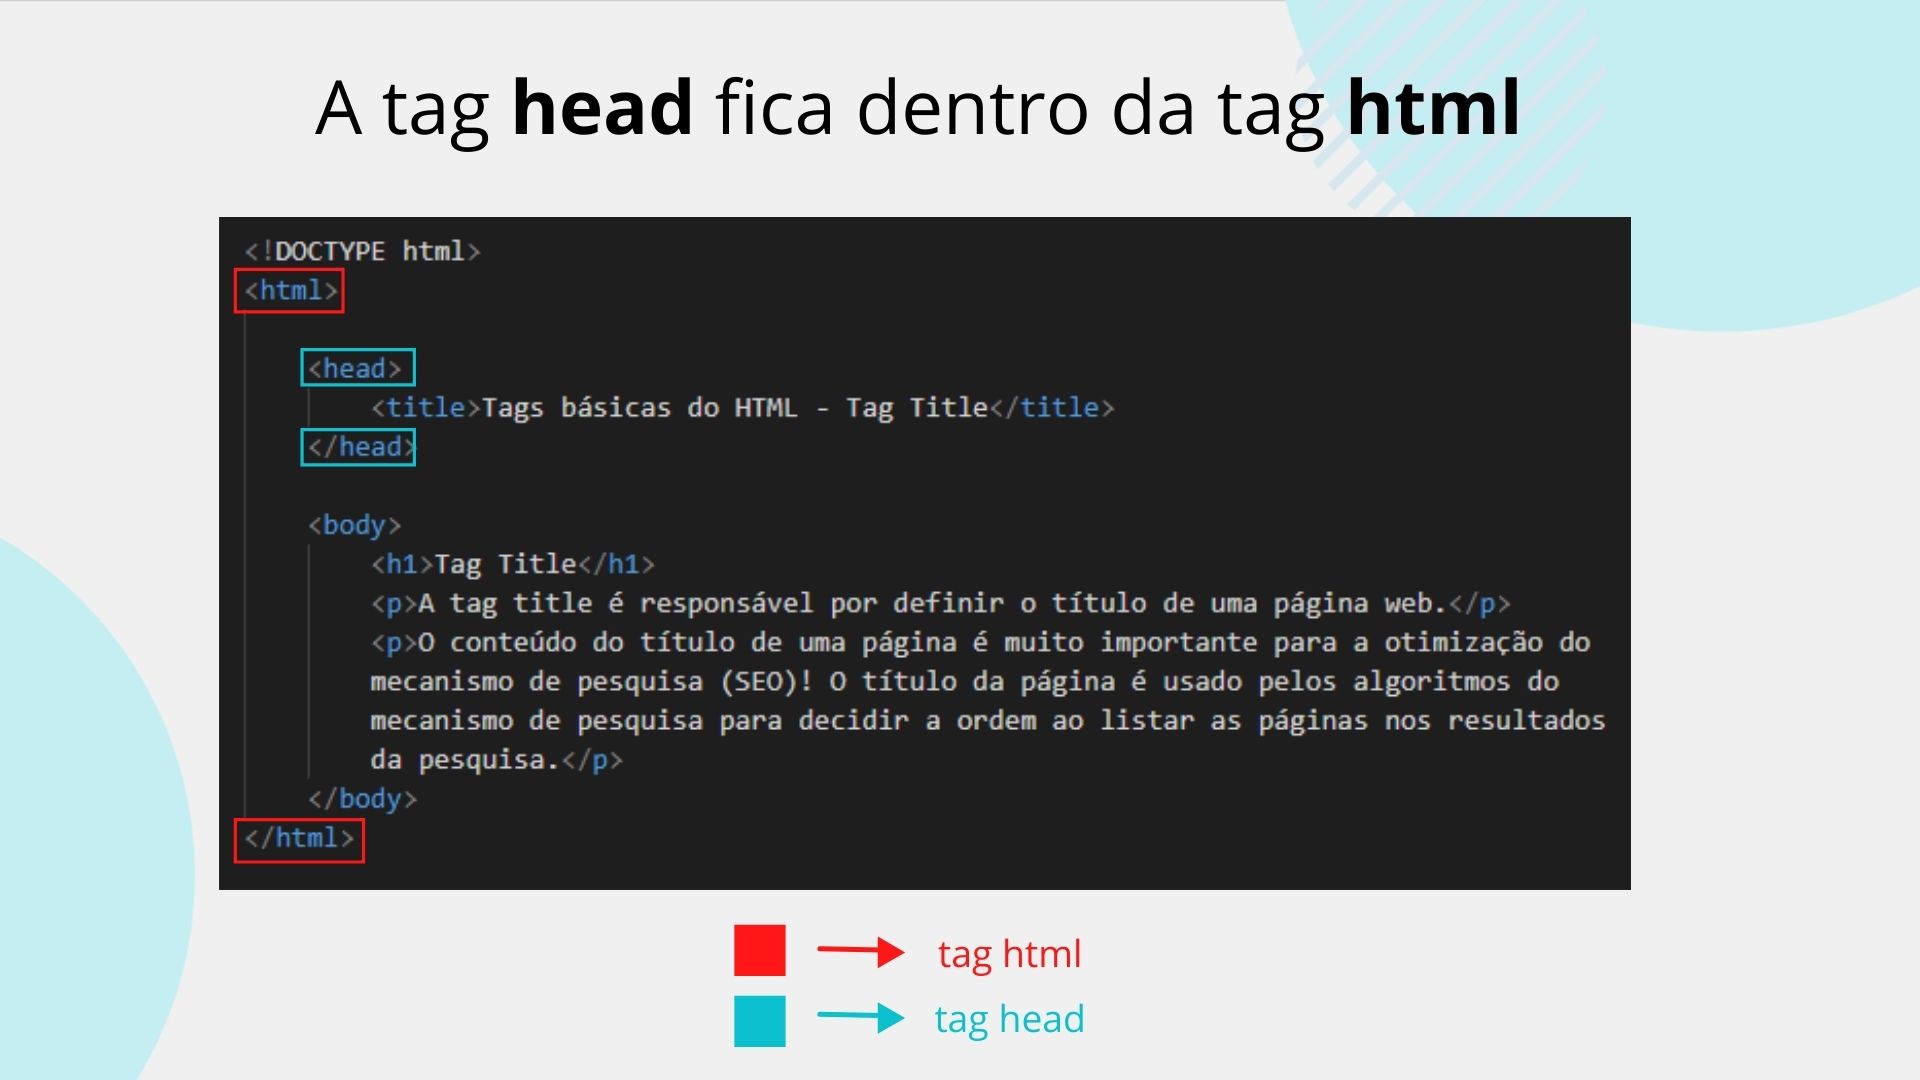 A tag head fica dentro da tag html
<!DOCTYPE html>
<html>
<head>
<title>Tags básicas do HTML - Tag Title</title>
</head>
<body>
<h1>Tag Title</h1>
<p>A tag title é responsável por definir o título de uma página web.</p>
<p>O conteúdo do título de uma página é muito importante para a otimização do
mecanismo de pesquisa (SEO)! O título da página é usado pelos algoritmos do
mecanismo de pesquisa para decidir a ordem ao listar as páginas nos resultados
da pesquisa.</p>
</body>
</html>
tag html
tag head